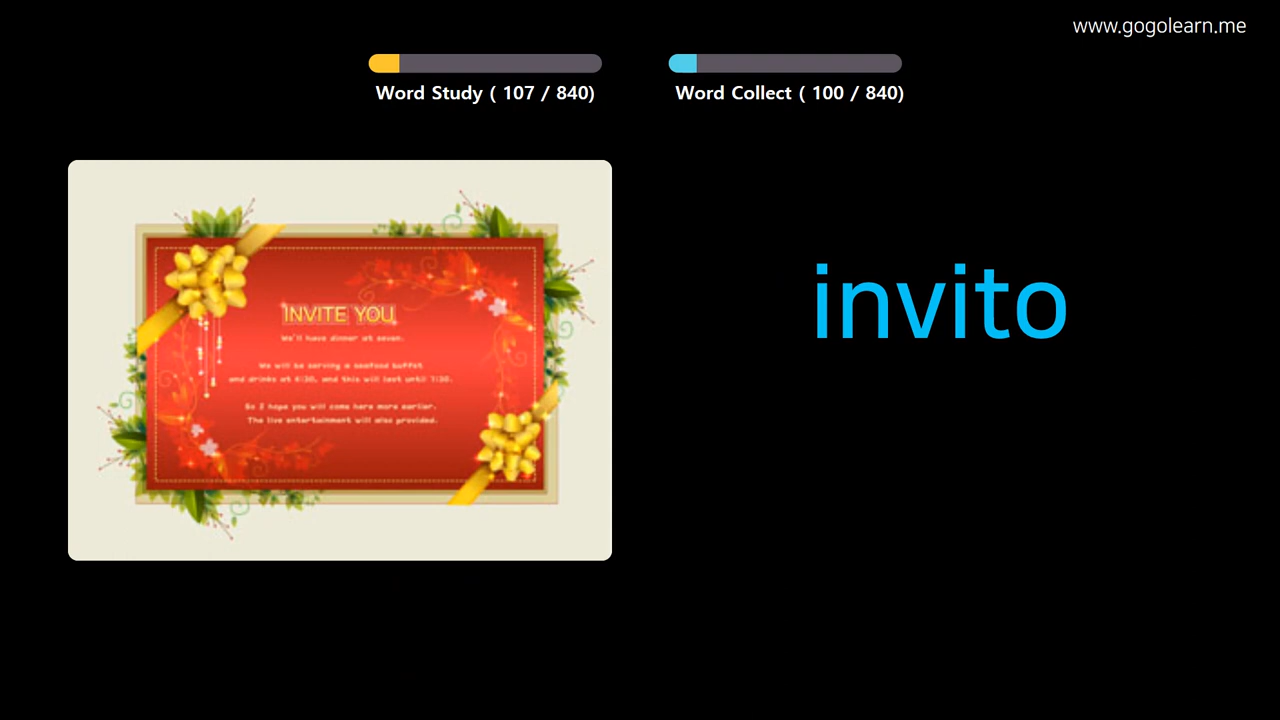 www.gogolearn.me
Word Study ( 107 / 840)
Word Collect ( 100 / 840)
INVITE YOU
We'll have dinner at seven.
We will be serving a seafood buffet
and drinks at 6:30, and this will last until 1:30.
So I hope you will come here more earlier.
The live entertainment will also provided.
invito